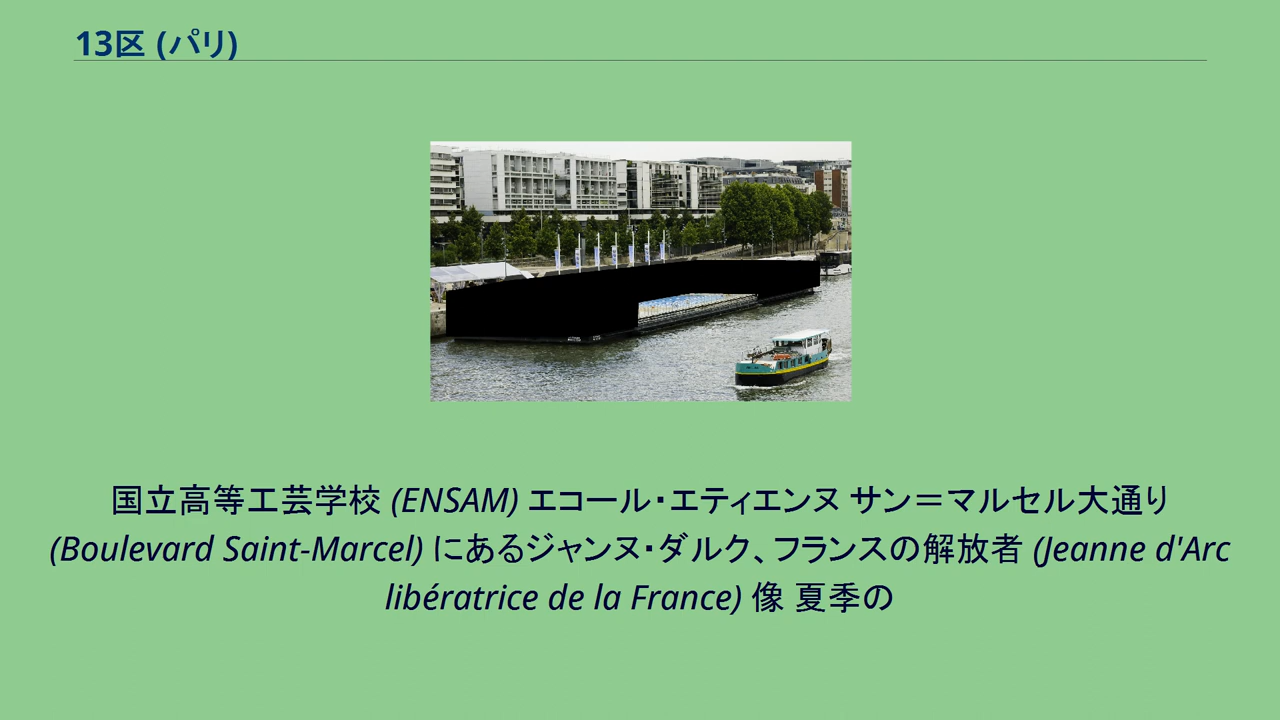 13区 (パリ)
国立高等工芸学校 (ENSAM) エコール・エティエンヌ サン＝マルセル大通り
(Boulevard Saint-Marcel) にあるジャンヌ・ダルク、フランスの解放者 (Jeanne d'Arc
libératrice de la France) 像 夏季の